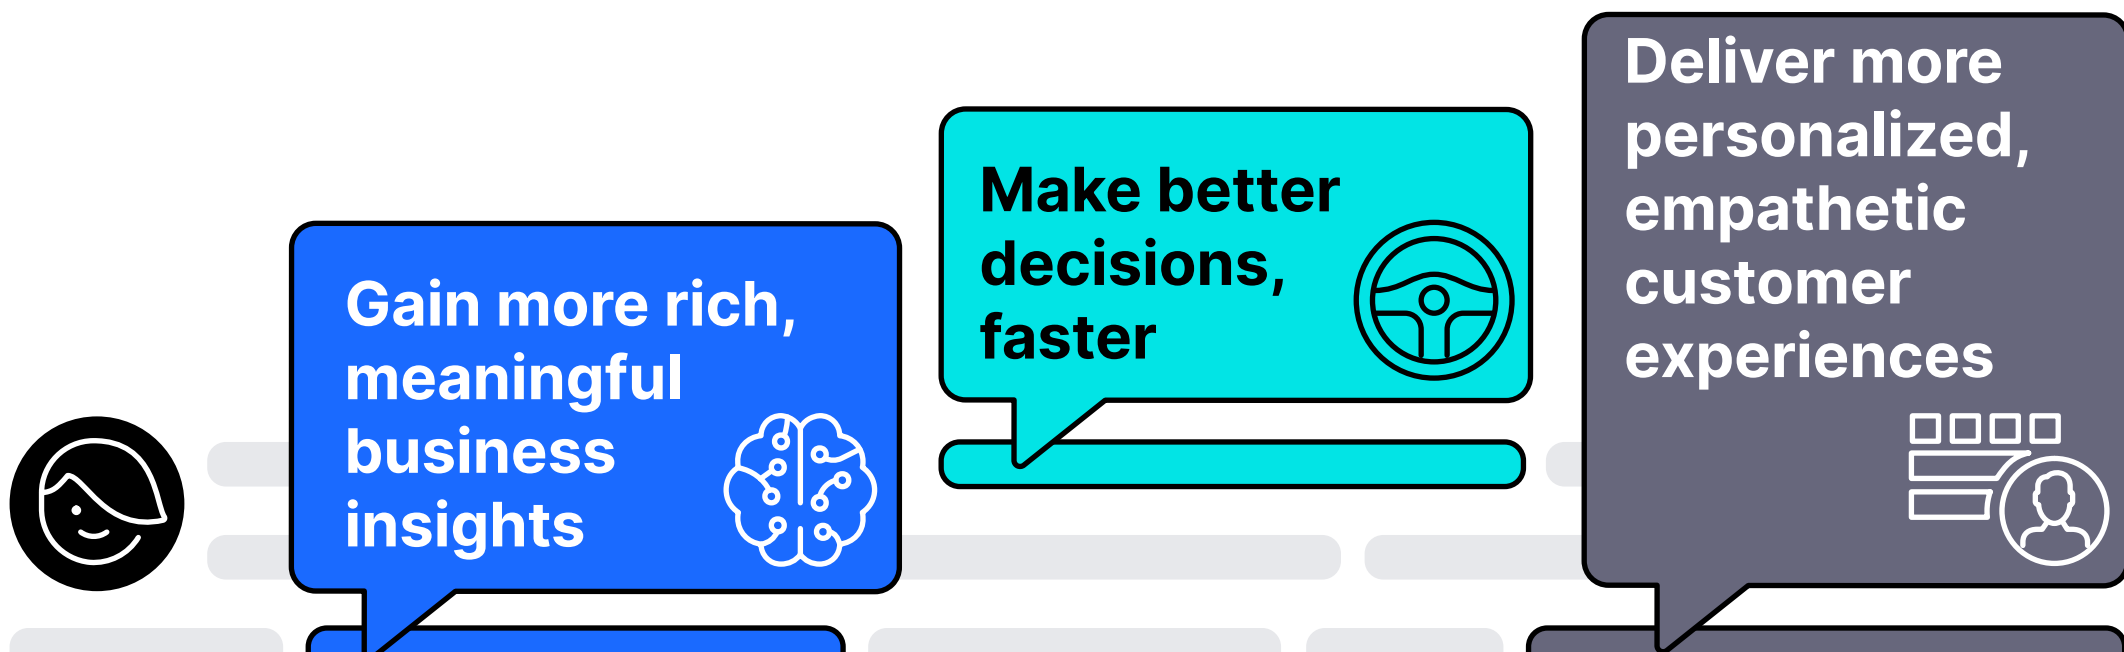 Gain more rich,
meaningful
business
insights
Make better
decisions,
faster
Deliver more
personalized,
empathetic
customer
experiences